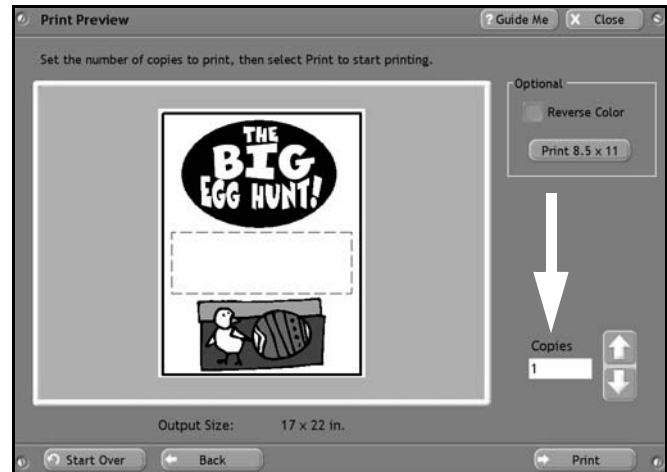 Print Preview
? Guide Me
X Close
Set the number of copies to print, then select Print to start printing.
THE
BIG
EGG HUNT!
Optional
Reverse Color
Print 8.5 x 11
Copies
1
Output Size: 17 x 22 in.
Start Over
Back
Print